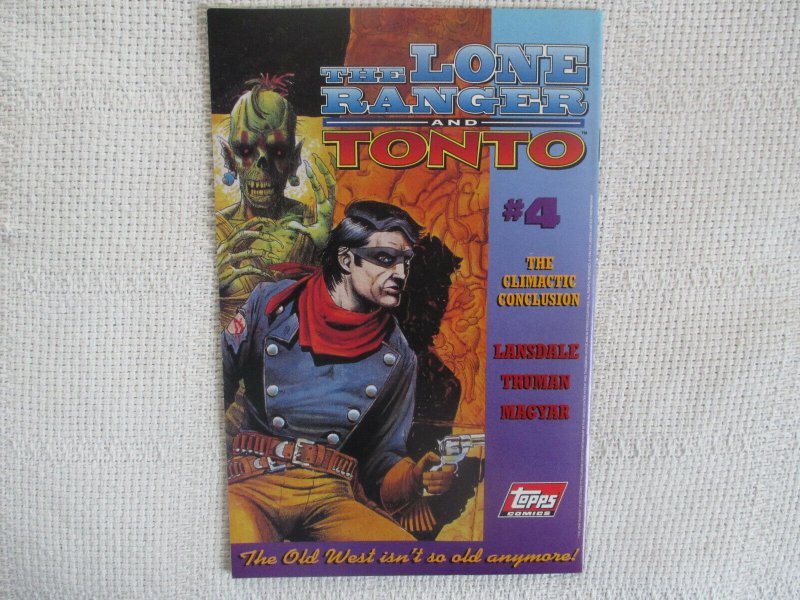 THE LONE
RANGER
AND
TONTO™
#4
THE
CLIMACTIC
CONCLUSION
LANSDALE
TRUMAN
MAGYAR
topps
COMICS
The Old West isn't so old anymore!